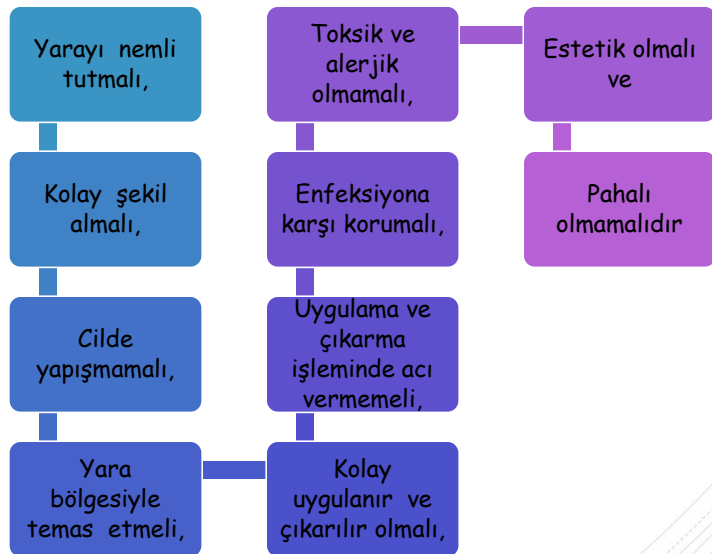 Yarayı nemli
tutmalı,
Kolay şekil
almalı,
Cilde
yapışmamalı,
Yara
bölgesiyle
temas etmeli,
Kolay
uygulanır ve
çıkarılır olmalı,
Uygulama ve
çıkarma
işleminde acı
vermemeli,
Enfeksiyona
karşı korumalı,
Toksik ve
alerjik
olmamalı,
Estetik olmalı
ve
Pahalı
olmamalıdır